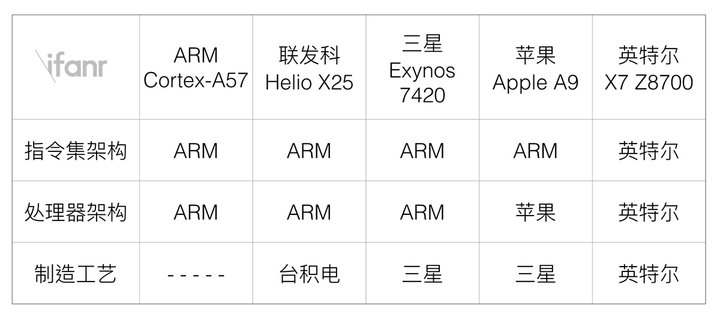 ifanr
ARM
Cortex-A57
联发科
Helio X25
三星
Exynos
7420
苹果
Apple A9
英特尔
X7 Z8700
指令集架构 ARM ARM ARM ARM 英特尔
处理器架构 ARM ARM ARM 苹果 英特尔
制造工艺 ----- 台积电 三星 三星 英特尔